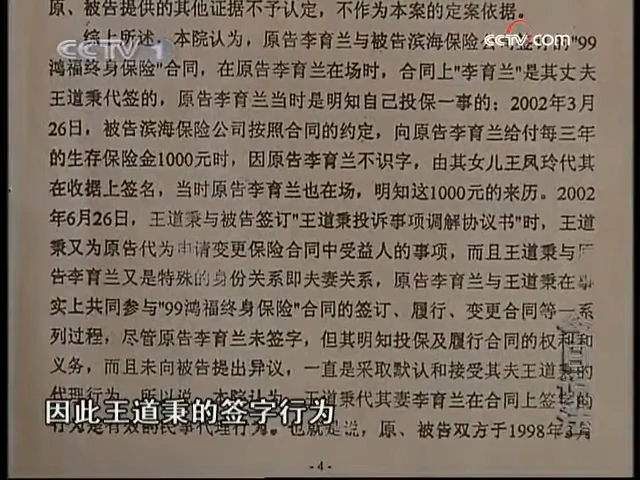 原、被告提供的其他证据不予认定，不作为本案的定案依据。
CCTV 1
cctv.com
综上所述，本院认为，原告李育兰与被告滨海保险 的"99
鸿福终身保险"合同，在原告李育兰在场时，合同上"李育兰"是其丈夫
王道秉代签的，原告李育兰当时是明知自己投保一事的；2002年3月
26日，被告滨海保险公司按照合同的约定，向原告李育兰给付每三年
的生存保险金1000元时，因原告李育兰不识字，由其女儿王凤玲代其
在收据上签名，当时原告李育兰也在场，明知这1000元的来历。2002
年6月26日，王道秉与被告签订"王道秉投诉事项调解协议书"时，王道
秉又为原告代为申请变更保险合同中受益人的事项，而且王道秉与原
告李育兰又是特殊的身份关系即夫妻关系，原告李育兰与王道秉在事
实上共同参与"99鸿福终身保险"合同的签订、履行、变更合同等一系
列过程，尽管原告李育兰未签字，但其明知投保及履行合同的权利和
义务，而且未向被告提出异议，一直是采取默认和接受其夫王道秉的
代理行为，所以说，本院认为，王道秉代其妻李育兰在合同上签字的
行为是有效的民事代理行为。也就是说，原、被告双方于1998年3月
因此王道秉的签字行为
-4-